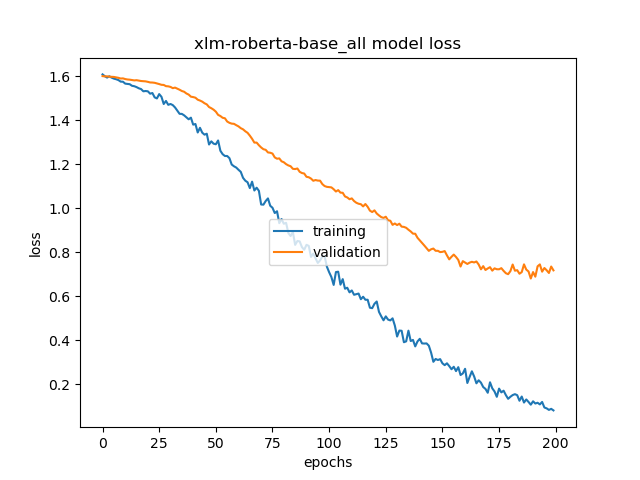 xlm-roberta-base_all model loss
1.6
1.4
1.2
1.0
0.8
0.6
0.4
0.2
loss
training
validation
0 25 50 75 100 125 150 175 200
epochs